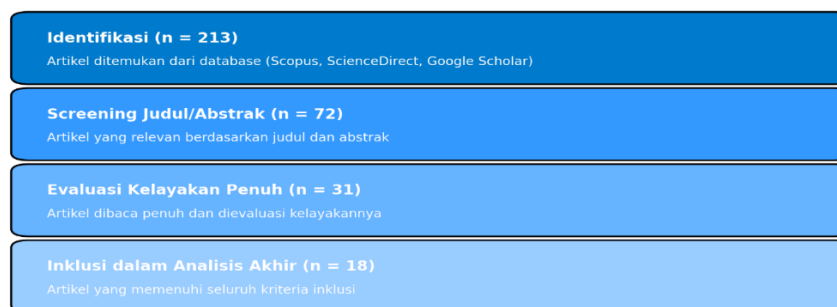 Identifikasi (n = 213)
Artikel ditemukan dari database (Scopus, ScienceDirect, Google Scholar)
Screening Judul/Abstrak (n = 72)
Artikel yang relevan berdasarkan judul dan abstrak
Evaluasi Kelayakan Penuh (n = 31)
Artikel dibaca penuh dan dievaluasi kelayakannya
Inklusi dalam Analisis Akhir (n = 18)
Artikel yang memenuhi seluruh kriteria inklusi